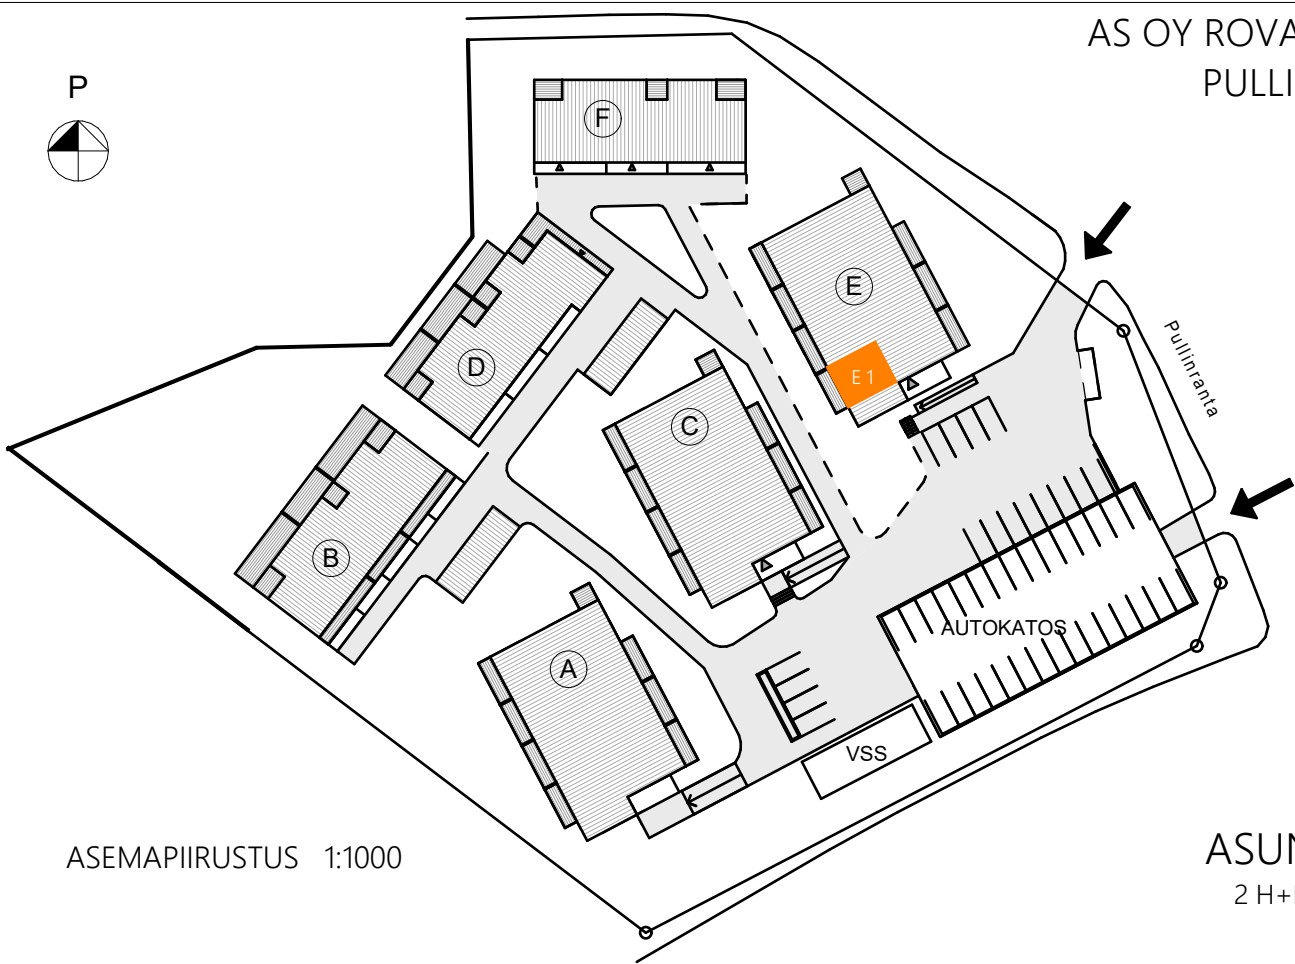 AS OY ROVA
PULLI
P
F
E
E 1
D
C
B
A
Pullinranta
AUTOKATOS
VSS
ASEMAPIIRUSTUS 1:1000
ASUN
2 H+